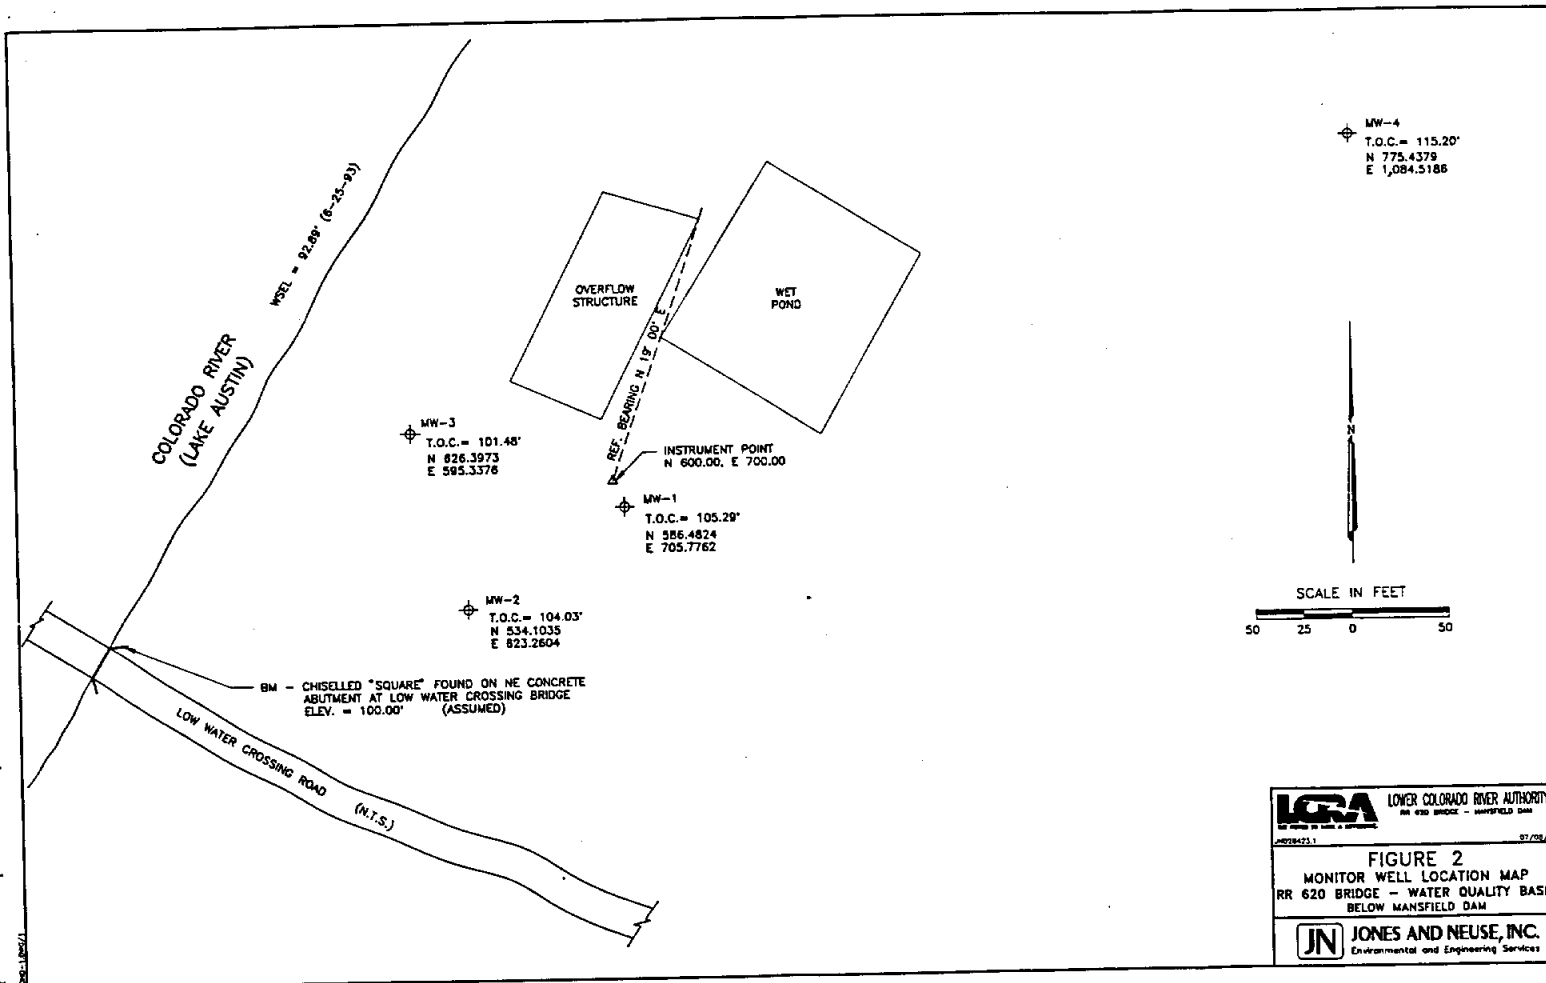 MW-4
T.O.C.= 115.20'
N 775.4379
E 1,084.5186
WSEL = 92.89' (6-25-93)
COLORADO RIVER
(LAKE AUSTIN)
OVERFLOW
STRUCTURE
WET
POND
REF. BEARING N 19° 00' E
MW-3
T.O.C.= 101.48'
N 626.3973
E 595.3376
INSTRUMENT POINT
N 600.00, E 700.00
MW-1
T.O.C.= 105.29'
N 586.4824
E 705.7762
N
MW-2
T.O.C.= 104.03'
N 534.1035
E 623.2604
SCALE IN FEET
50 25 0 50
BM - CHISELLED "SQUARE" FOUND ON NE CONCRETE
ABUTMENT AT LOW WATER CROSSING BRIDGE
ELEV. = 100.00' (ASSUMED)
LOW WATER CROSSING ROAD (N.T.S.)
LCRA
LOWER COLORADO RIVER AUTHORITY
RR 620 BRIDGE - MANSFIELD DAM
FIGURE 2
MONITOR WELL LOCATION MAP
RR 620 BRIDGE - WATER QUALITY BASI
BELOW MANSFIELD DAM
JN JONES AND NEUSE, INC.
Environmental and Engineering Services